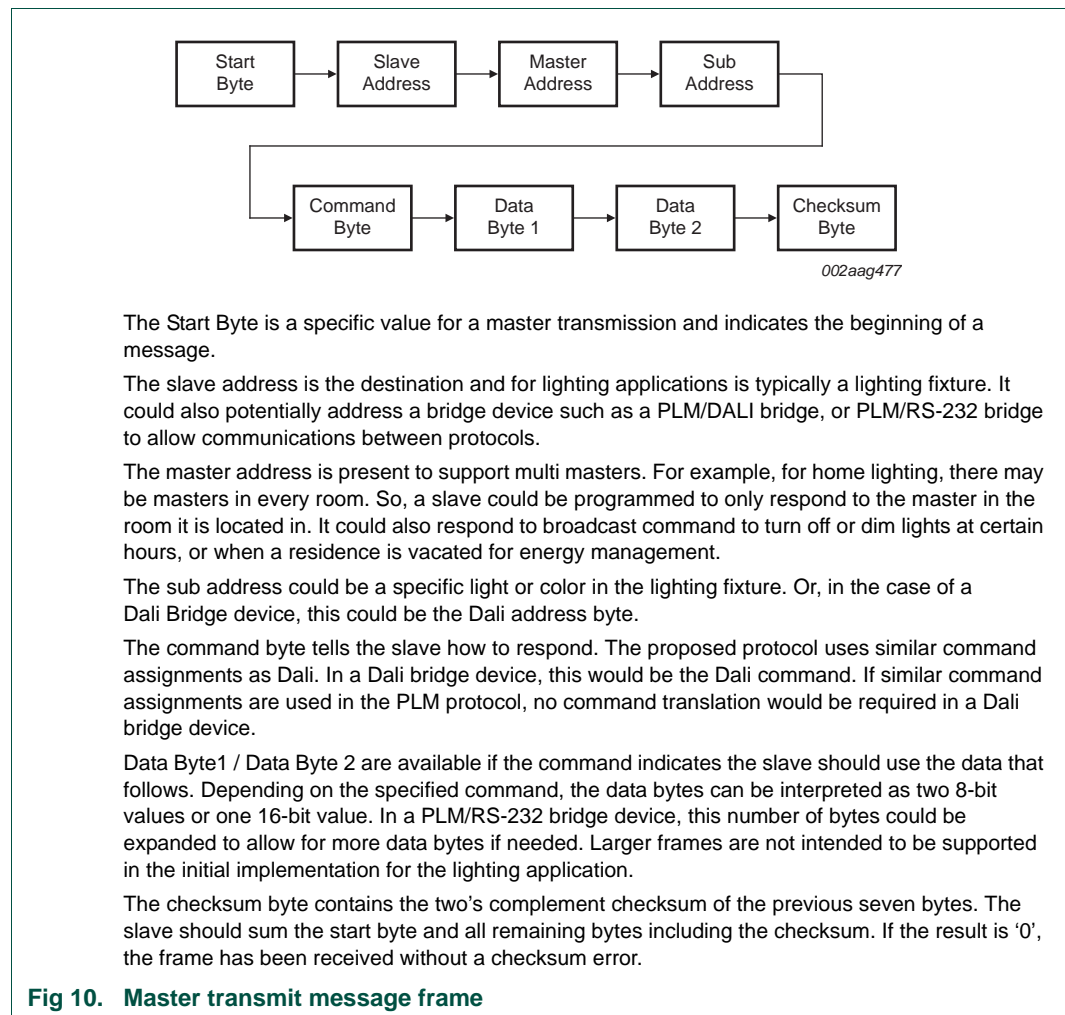 Start
Byte
Slave
Address
Master
Address
Sub
Address
Command
Byte
Data
Byte 1
Data
Byte 2
Checksum
Byte
002aag477
The Start Byte is a specific value for a master transmission and indicates the beginning of a
message.
The slave address is the destination and for lighting applications is typically a lighting fixture. It
could also potentially address a bridge device such as a PLM/DALI bridge, or PLM/RS-232 bridge
to allow communications between protocols.
The master address is present to support multi masters. For example, for home lighting, there may
be masters in every room. So, a slave could be programmed to only respond to the master in the
room it is located in. It could also respond to broadcast command to turn off or dim lights at certain
hours, or when a residence is vacated for energy management.
The sub address could be a specific light or color in the lighting fixture. Or, in the case of a
Dali Bridge device, this could be the Dali address byte.
The command byte tells the slave how to respond. The proposed protocol uses similar command
assignments as Dali. In a Dali bridge device, this would be the Dali command. If similar command
assignments are used in the PLM protocol, no command translation would be required in a Dali
bridge device.
Data Byte1 / Data Byte 2 are available if the command indicates the slave should use the data that
follows. Depending on the specified command, the data bytes can be interpreted as two 8-bit
values or one 16-bit value. In a PLM/RS-232 bridge device, this number of bytes could be
expanded to allow for more data bytes if needed. Larger frames are not intended to be supported
in the initial implementation for the lighting application.
The checksum byte contains the two’s complement checksum of the previous seven bytes. The
slave should sum the start byte and all remaining bytes including the checksum. If the result is ‘0’,
the frame has been received without a checksum error.
Fig 10. Master transmit message frame